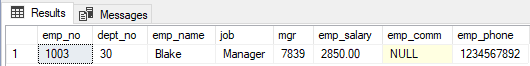 Results Messages
emp_no dept_no emp_name job mgr emp_salary emp_comm emp_phone
1 1003 30 Blake Manager 7839 2850.00 NULL 1234567892